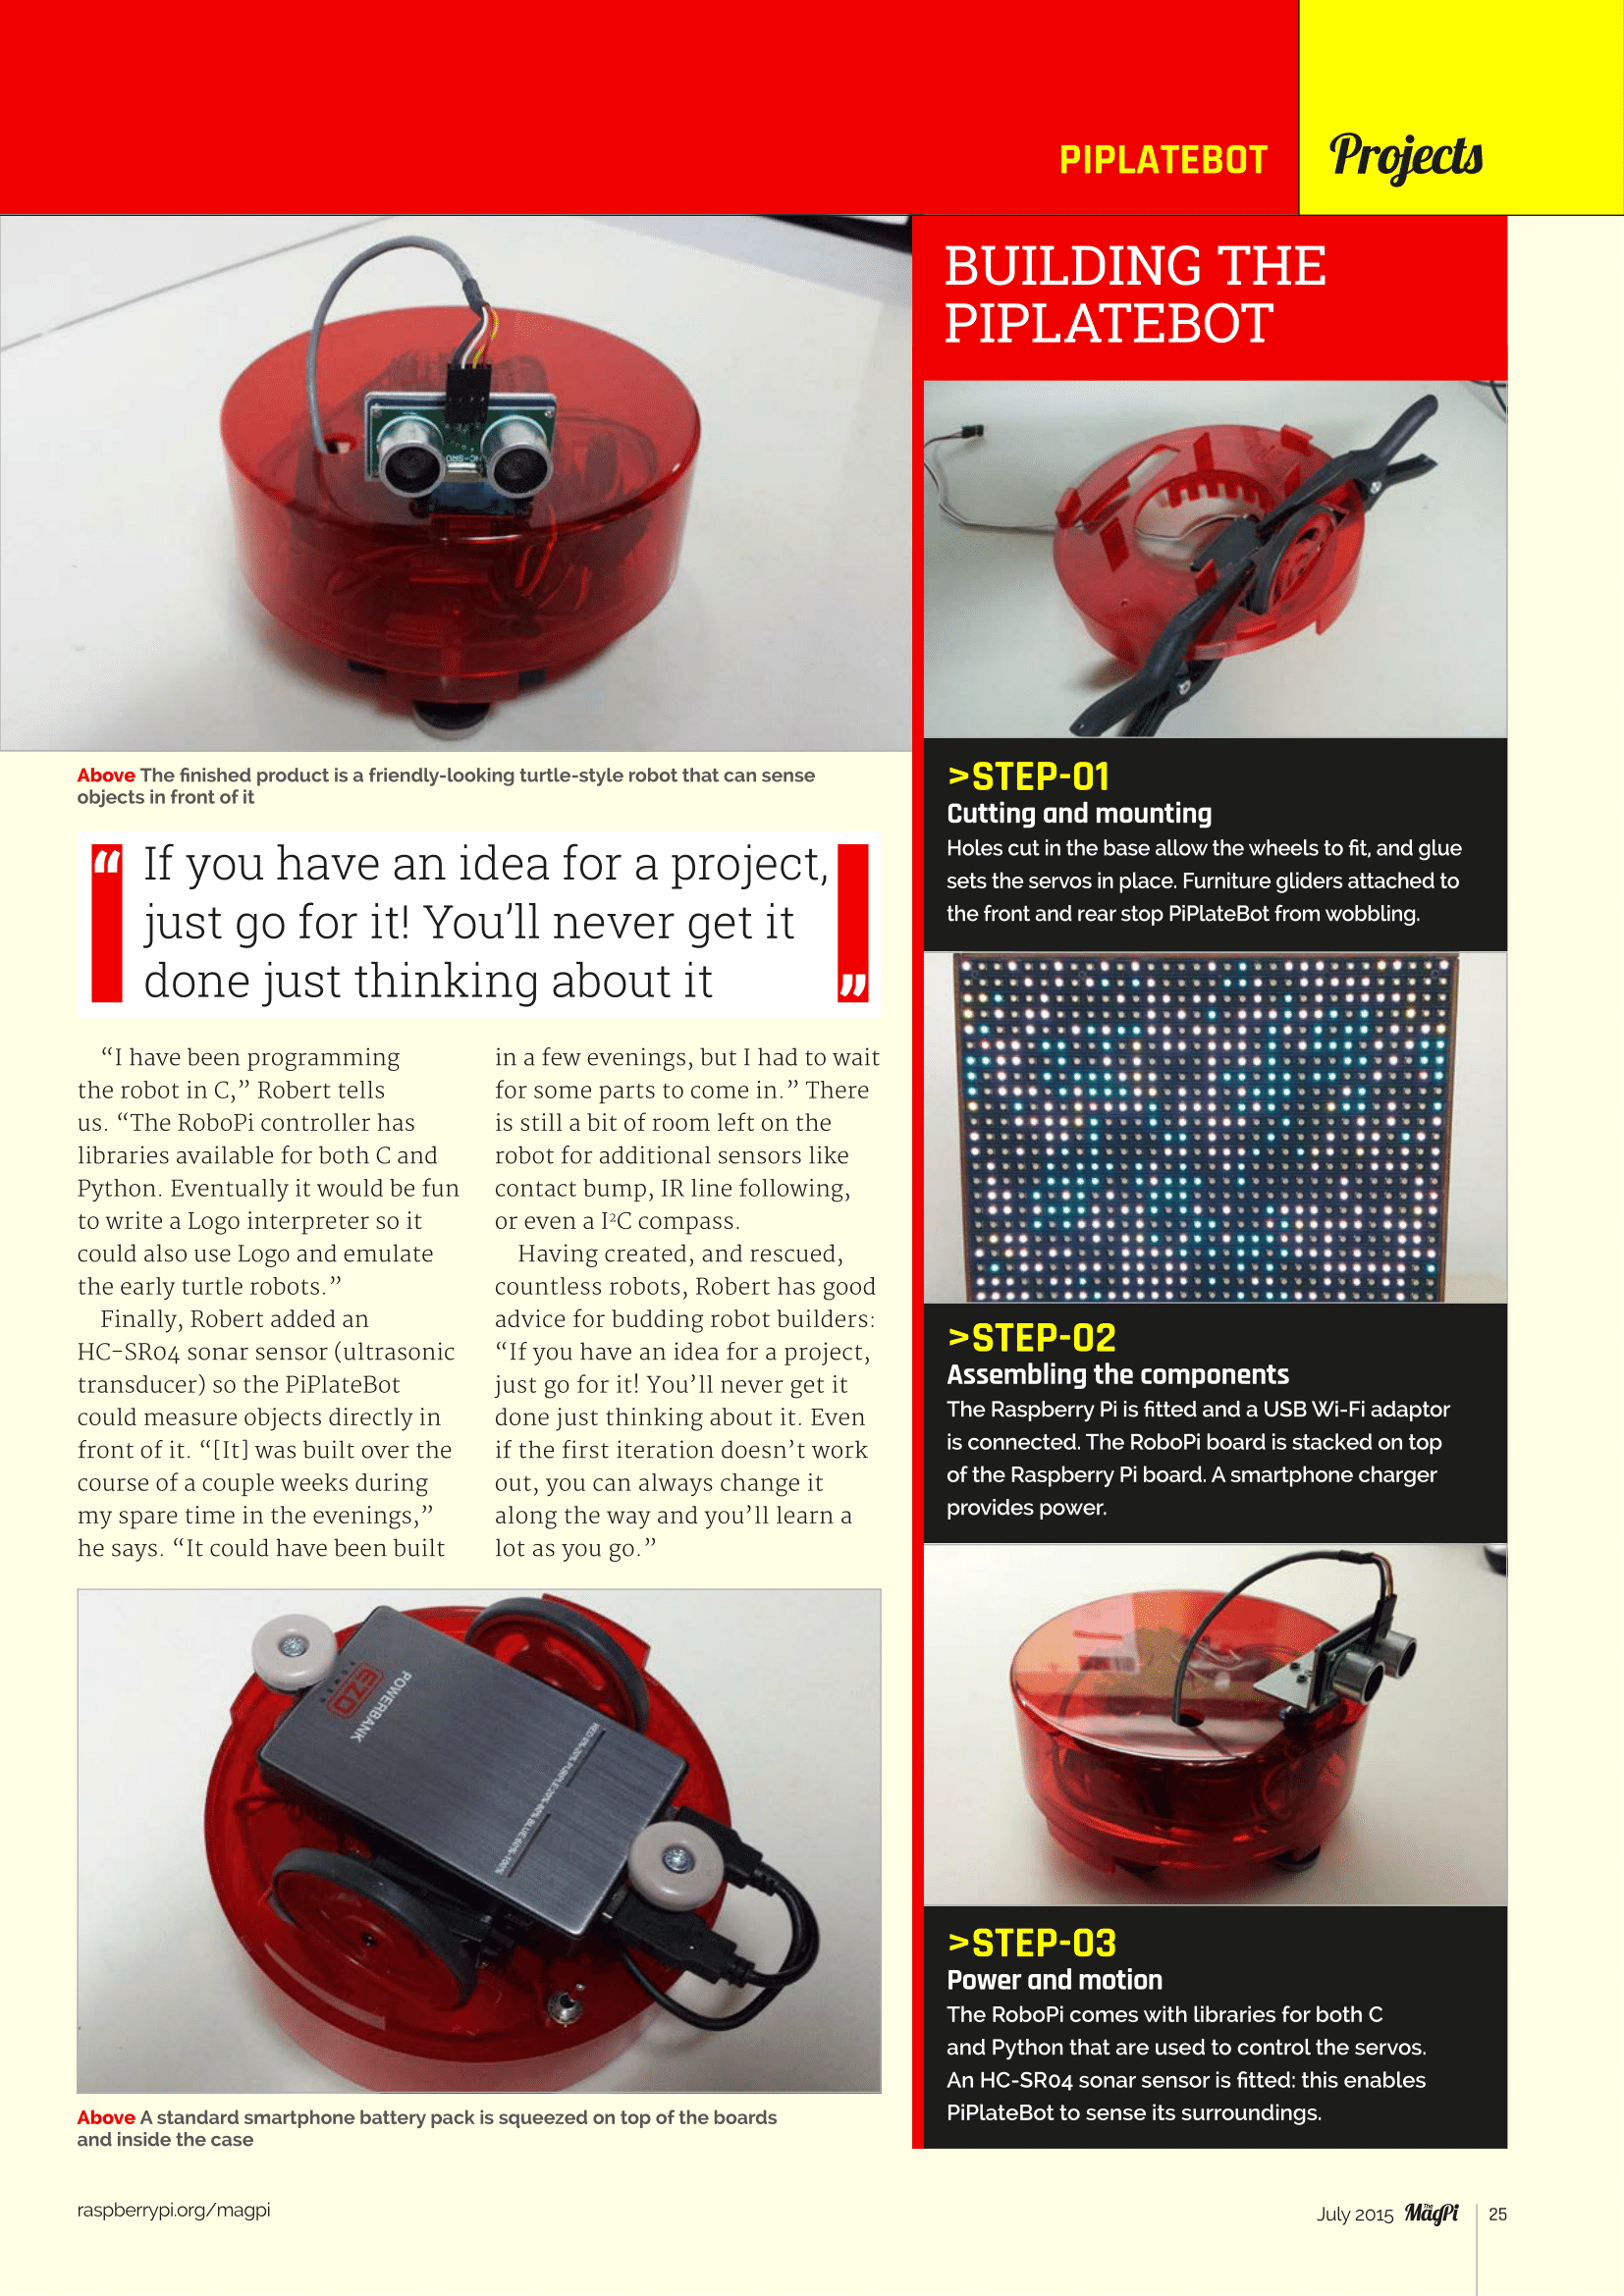 PIPLATEBOT
Projects
Above The finished product is a friendly-looking turtle-style robot that can sense
objects in front of it
“
If you have an idea for a project,
just go for it! You’ll never get it
done just thinking about it
”
“I have been programming
the robot in C,” Robert tells
us. “The RoboPi controller has
libraries available for both C and
Python. Eventually it would be fun
to write a Logo interpreter so it
could also use Logo and emulate
the early turtle robots.”
Finally, Robert added an
HC-SR04 sonar sensor (ultrasonic
transducer) so the PiPlateBot
could measure objects directly in
front of it. “[It] was built over the
course of a couple weeks during
my spare time in the evenings,”
he says. “It could have been built
in a few evenings, but I had to wait
for some parts to come in.” There
is still a bit of room left on the
robot for additional sensors like
contact bump, IR line following,
or even a I²C compass.
Having created, and rescued,
countless robots, Robert has good
advice for budding robot builders:
“If you have an idea for a project,
just go for it! You’ll never get it
done just thinking about it. Even
if the first iteration doesn’t work
out, you can always change it
along the way and you’ll learn a
lot as you go.”
EZO
POWERBANK
RED:0%-20% PURPLE:20%-60% BLUE:60%-100%
Above A standard smartphone battery pack is squeezed on top of the boards
and inside the case
BUILDING THE
PIPLATEBOT
>STEP-01
Cutting and mounting
Holes cut in the base allow the wheels to fit, and glue
sets the servos in place. Furniture gliders attached to
the front and rear stop PiPlateBot from wobbling.
>STEP-02
Assembling the components
The Raspberry Pi is fitted and a USB Wi-Fi adaptor
is connected. The RoboPi board is stacked on top
of the Raspberry Pi board. A smartphone charger
provides power.
>STEP-03
Power and motion
The RoboPi comes with libraries for both C
and Python that are used to control the servos.
An HC-SR04 sonar sensor is fitted: this enables
PiPlateBot to sense its surroundings.
raspberrypi.org/magpi
July 2015 The MagPi 25